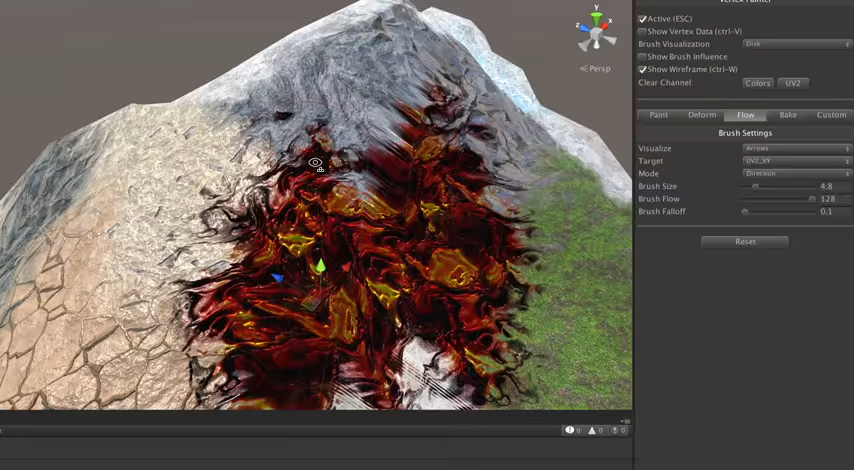 Vertex Painter
Active (ESC)
Show Vertex Data (ctrl-V)
Brush Visualization Disk
Show Brush Influence
Show Wireframe (ctrl-W)
Clear Channel: Colors UV2
Paint Deform Flow Bake Custom
Brush Settings
Visualize Arrows
Target UV2_XY
Mode Direction
Brush Size 4.8
Brush Flow 128
Brush Falloff 0.1
Reset
y
z x
Persp
0 0 0